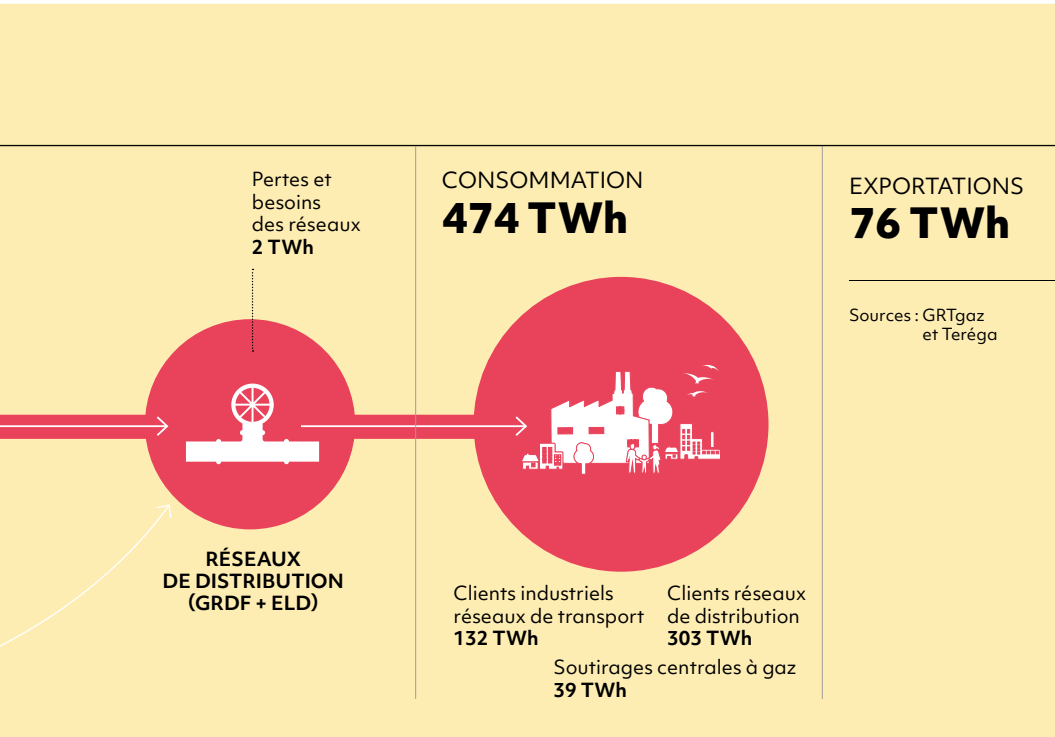 Pertes et
besoins
des réseaux
2 TWh
RÉSEAUX
DE DISTRIBUTION
(GRDF + ELD)
CONSOMMATION
474 TWh
Clients industriels
réseaux de transport
132 TWh
Clients réseaux
de distribution
303 TWh
Soutirages centrales à gaz
39 TWh
EXPORTATIONS
76 TWh
Sources : GRTgaz
et Teréga